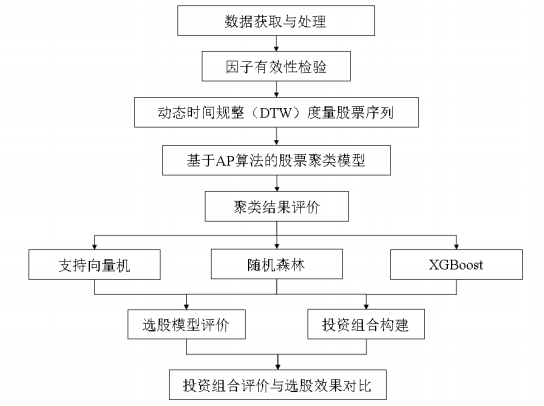 数据获取与处理
因子有效性检验
动态时间规整（DTW）度量股票序列
基于AP算法的股票聚类模型
聚类结果评价
支持向量机
随机森林
XGBoost
选股模型评价
投资组合构建
投资组合评价与选股效果对比